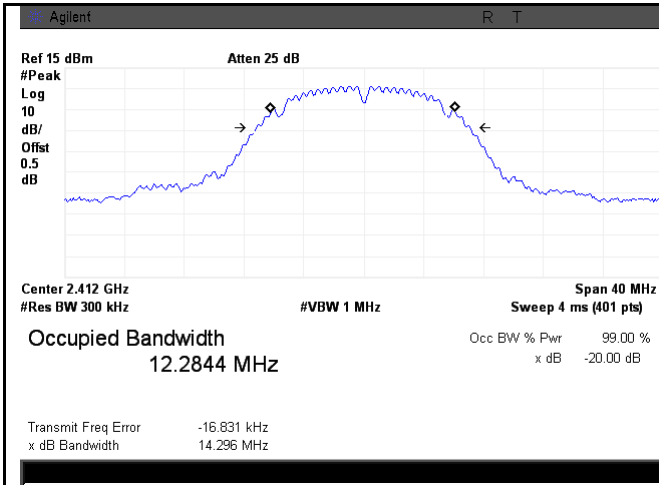 Agilent R T
Ref 15 dBm Atten 25 dB
#Peak
Log
10
dB/
Offst
0.5
dB
Center 2.412 GHz Span 40 MHz
#Res BW 300 kHz #VBW 1 MHz Sweep 4 ms (401 pts)
Occupied Bandwidth Occ BW % Pwr 99.00 %
12.2844 MHz x dB -20.00 dB
Transmit Freq Error -16.831 kHz
x dB Bandwidth 14.296 MHz